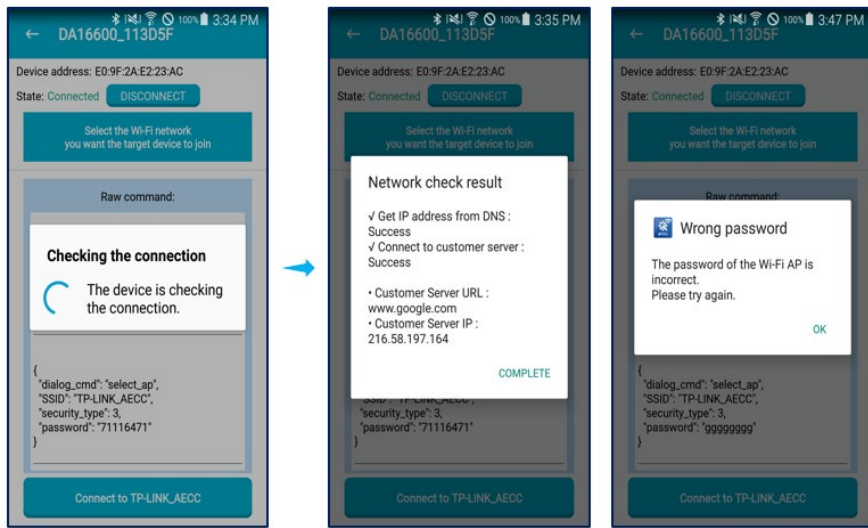 100% 3:34 PM
← DA16600_113D5F
Device address: E0:9F:2A:E2:23:AC
State: Connected DISCONNECT
Select the Wi-Fi network
you want the target device to join
Raw command:
Checking the connection
The device is checking
the connection.
{
"dialog_cmd": "select_ap",
"SSID": "TP-LINK_AECC",
"security_type": 3,
"password": "71116471"
}
Connect to TP-LINK_AECC
100% 3:35 PM
← DA16600_113D5F
Device address: E0:9F:2A:E2:23:AC
State: Connected DISCONNECT
Select the Wi-Fi network
you want the target device to join
Network check result
√ Get IP address from DNS :
Success
√ Connect to customer server :
Success
• Customer Server URL :
www.google.com
• Customer Server IP :
216.58.197.164
COMPLETE
"SSID": "TP-LINK_AECC",
"security_type": 3,
"password": "71116471"
}
Connect to TP-LINK_AECC
100% 3:47 PM
← DA16600_113D5F
Device address: E0:9F:2A:E2:23:AC
State: Connected DISCONNECT
Select the Wi-Fi network
you want the target device to join
Raw command:
Wrong password
The password of the Wi-Fi AP is
incorrect.
Please try again.
OK
{
"dialog_cmd": "select_ap",
"SSID": "TP-LINK_AECC",
"security_type": 3,
"password": "gggggggg"
}
Connect to TP-LINK_AECC